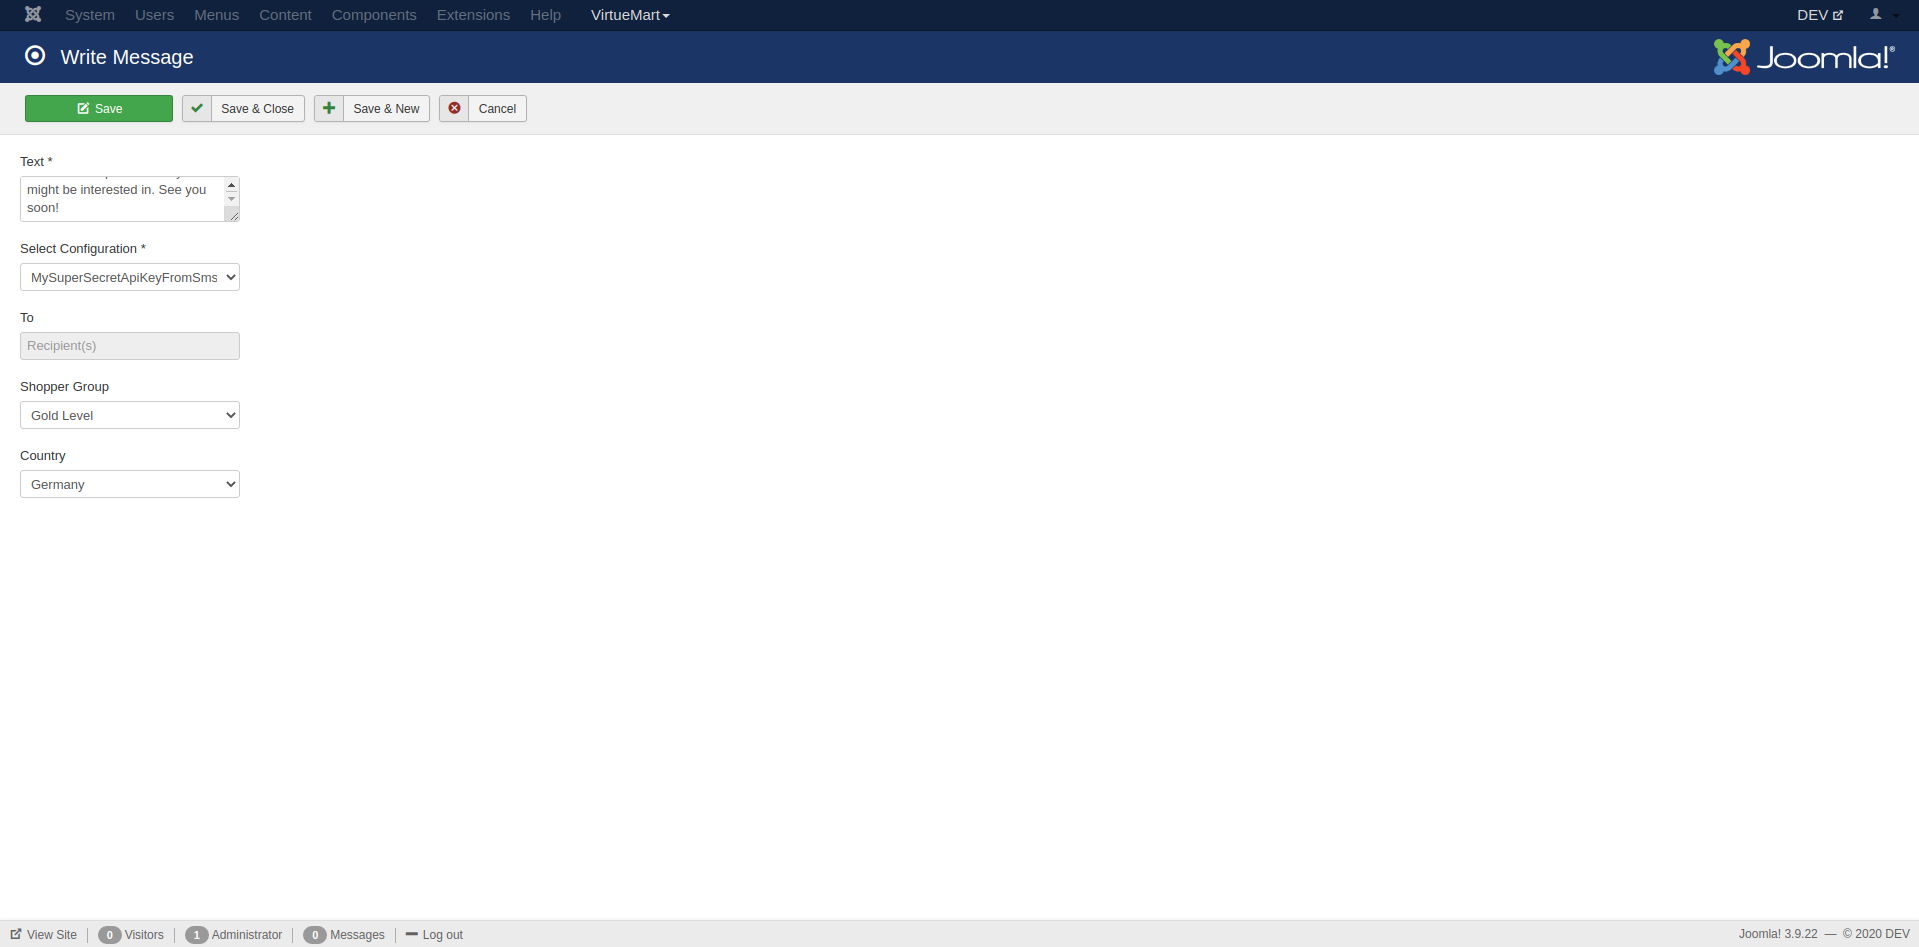 System Users Menus Content Components Extensions Help VirtueMart DEV
Write Message Joomla!®
Save Save & Close Save & New Cancel
Text *
might be interested in. See you
soon!
Select Configuration *
MySuperSecretApiKeyFromSms
To
Recipient(s)
Shopper Group
Gold Level
Country
Germany
View Site 0 Visitors 1 Administrator 0 Messages Log out Joomla! 3.9.22 — © 2020 DEV